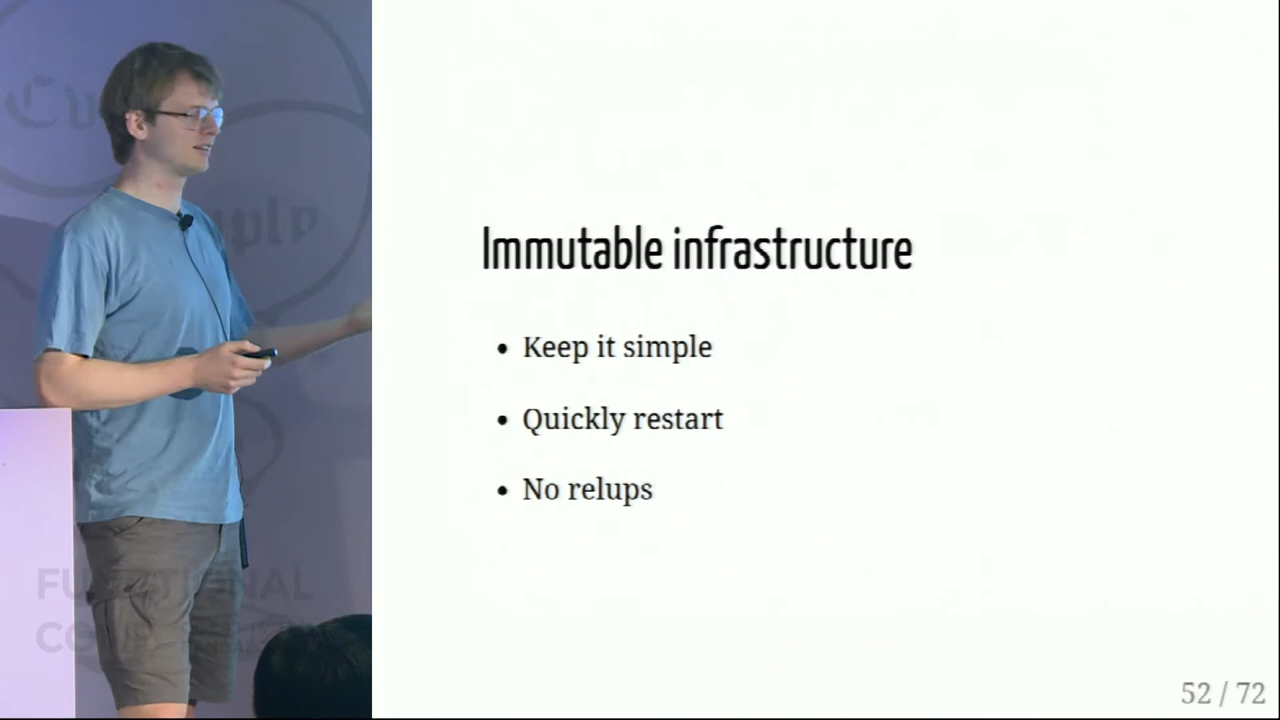 Immutable infrastructure
• Keep it simple
• Quickly restart
• No relups
52 / 72